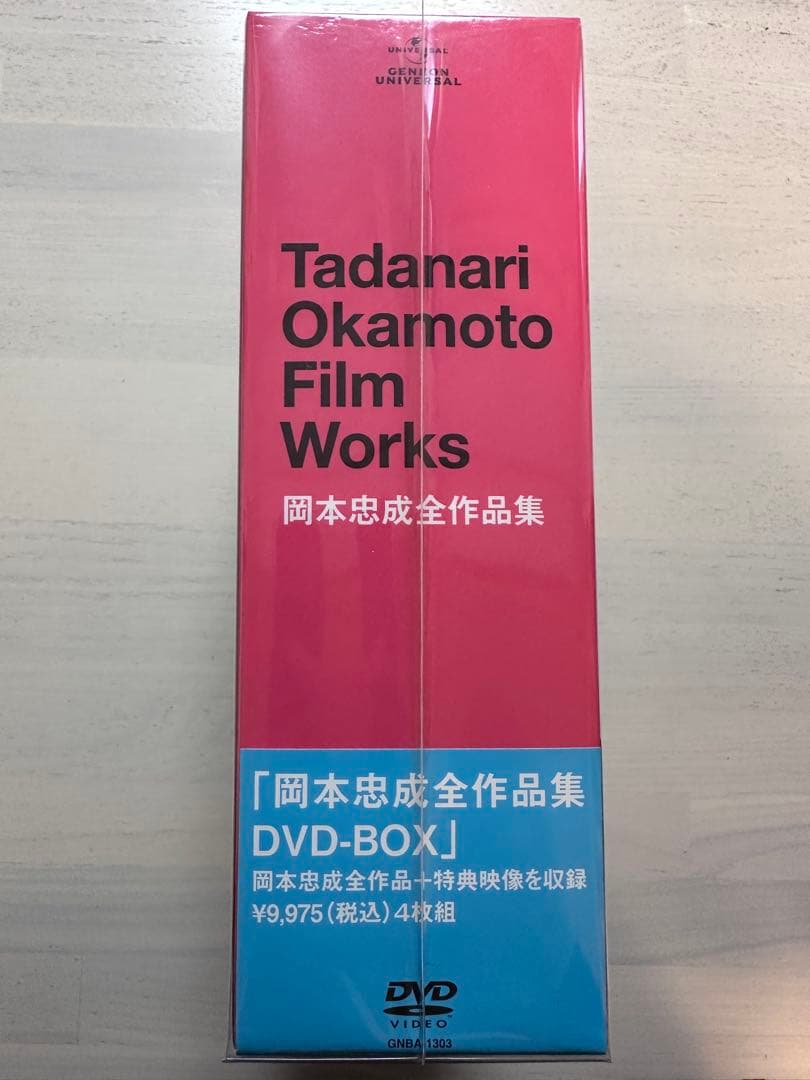 UNIVERSAL
GENEON
UNIVERSAL
Tadanari
Okamoto
Film
Works
岡本忠成全作品集
「岡本忠成全作品集
DVD-BOX」
岡本忠成全作品+特典映像を収録
¥9,975(税込)4枚組
DVD
VIDEO™
GNBA-1303